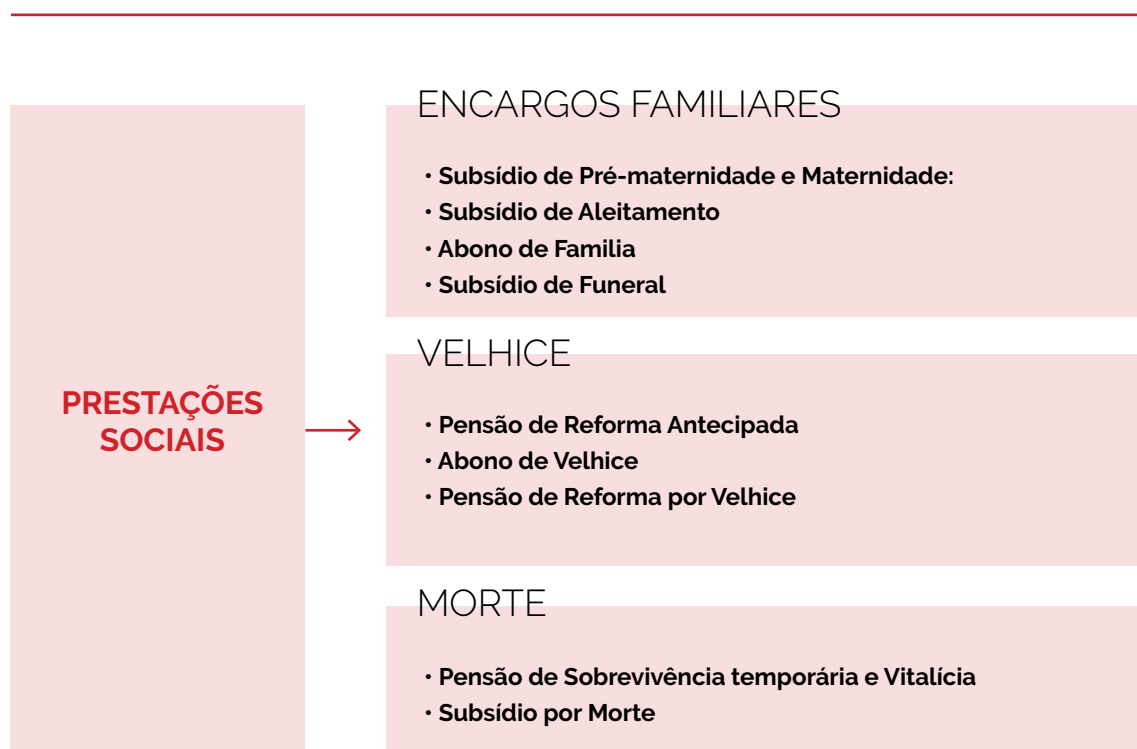 PRESTAÇÕES
SOCIAIS
ENCARGOS FAMILIARES
• Subsídio de Pré-maternidade e Maternidade:
• Subsídio de Aleitamento
• Abono de Familia
• Subsídio de Funeral
VELHICE
• Pensão de Reforma Antecipada
• Abono de Velhice
• Pensão de Reforma por Velhice
MORTE
• Pensão de Sobrevivência temporária e Vitalícia
• Subsídio por Morte